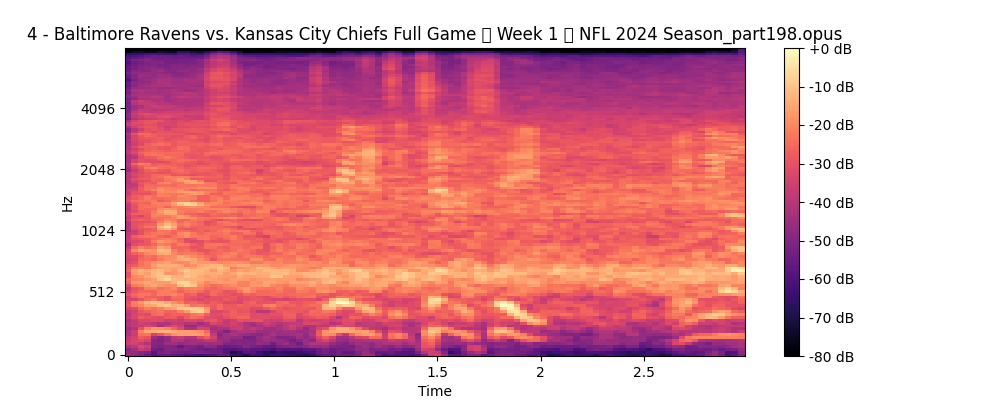 4 - Baltimore Ravens vs. Kansas City Chiefs Full Game ▯ Week 1 ▯ NFL 2024 Season_part198.opus
+0 dB
-10 dB
-20 dB
-30 dB
-40 dB
-50 dB
-60 dB
-70 dB
-80 dB
4096
2048
1024
512
0
Hz
0
0.5
1
1.5
2
2.5
Time